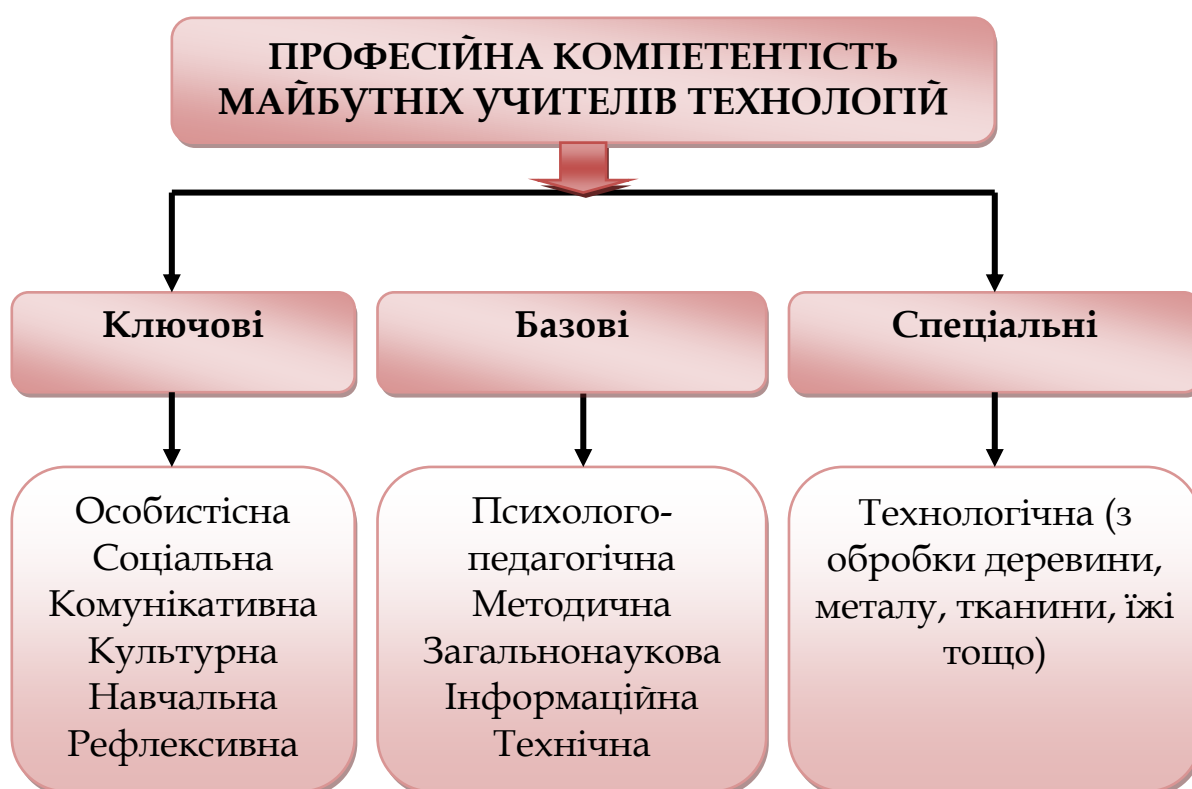 ПРОФЕСІЙНА КОМПЕТЕНТІСТЬ
МАЙБУТНІХ УЧИТЕЛІВ ТЕХНОЛОГІЙ
Ключові
Базові
Спеціальні
Особистісна
Соціальна
Комунікативна
Культурна
Навчальна
Рефлексивна
Психолого-
педагогічна
Методична
Загальнонаукова
Інформаційна
Технічна
Технологічна (з
обробки деревини,
металу, тканини, їжі
тощо)